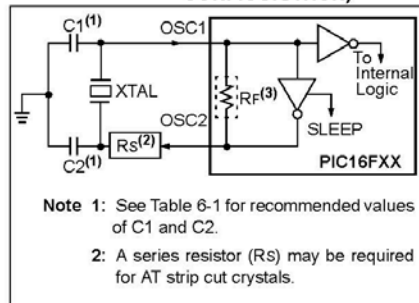 C1(1)
OSC1
To
Internal
Logic
XTAL
RF(3)
OSC2
SLEEP
RS(2)
C2(1)
PIC16FXX
Note 1: See Table 6-1 for recommended values
of C1 and C2.
2: A series resistor (RS) may be required
for AT strip cut crystals.